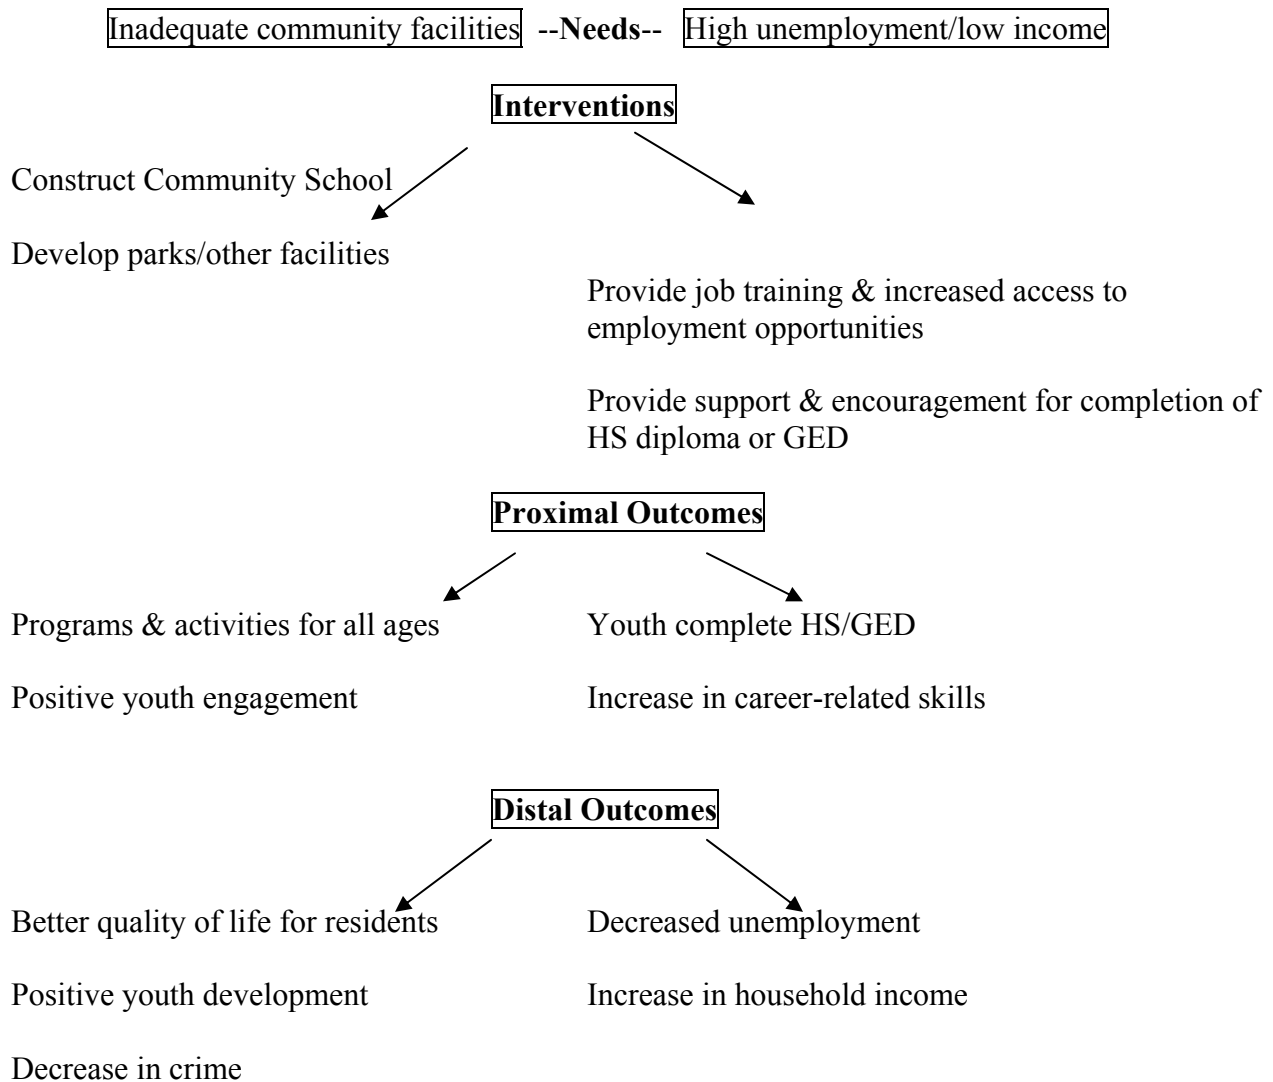 Inadequate community facilities --Needs-- High unemployment/low income
Interventions
Construct Community School
Develop parks/other facilities
Provide job training & increased access to
employment opportunities
Provide support & encouragement for completion of
HS diploma or GED
Proximal Outcomes
Programs & activities for all ages
Youth complete HS/GED
Positive youth engagement
Increase in career-related skills
Distal Outcomes
Better quality of life for residents
Decreased unemployment
Positive youth development
Increase in household income
Decrease in crime